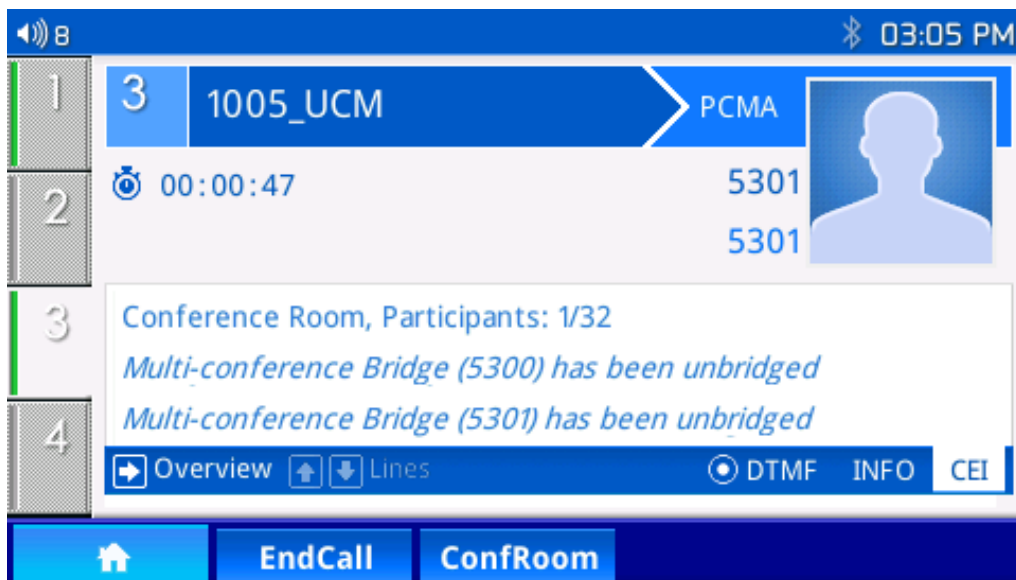 8 03:05 PM
1
3 1005_UCM PCMA
2
00:00:47 5301
5301
3
Conference Room, Participants: 1/32
Multi-conference Bridge (5300) has been unbridged
Multi-conference Bridge (5301) has been unbridged
4
Overview Lines DTMF INFO CEI
EndCall ConfRoom